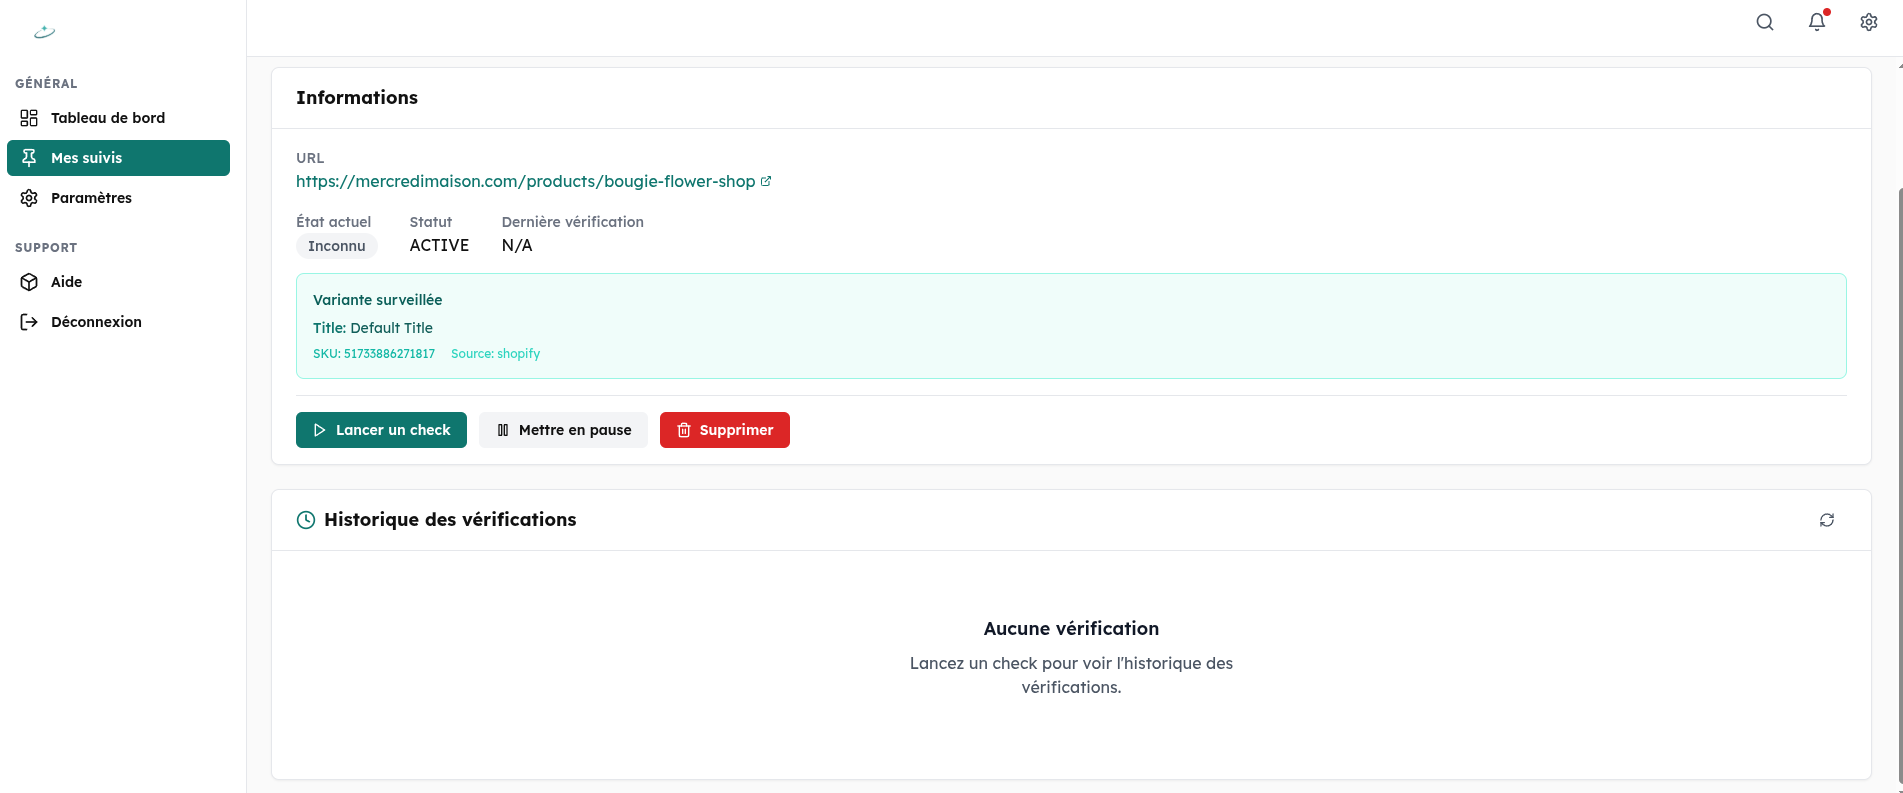 GÉNÉRAL
Tableau de bord
Mes suivis
Paramètres
SUPPORT
Aide
Déconnexion
Informations
URL
https://mercredimaison.com/products/bougie-flower-shop
État actuel Statut Dernière vérification
Inconnu ACTIVE N/A
Variante surveillée
Title: Default Title
SKU: 51733886271817 Source: shopify
Lancer un check Mettre en pause Supprimer
Historique des vérifications
Aucune vérification
Lancez un check pour voir l'historique des
vérifications.